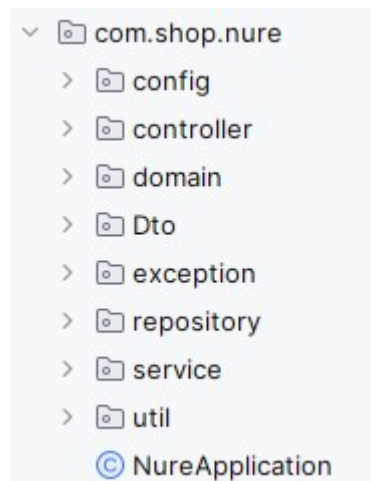 com.shop.nure
config
controller
domain
Dto
exception
repository
service
util
NureApplication